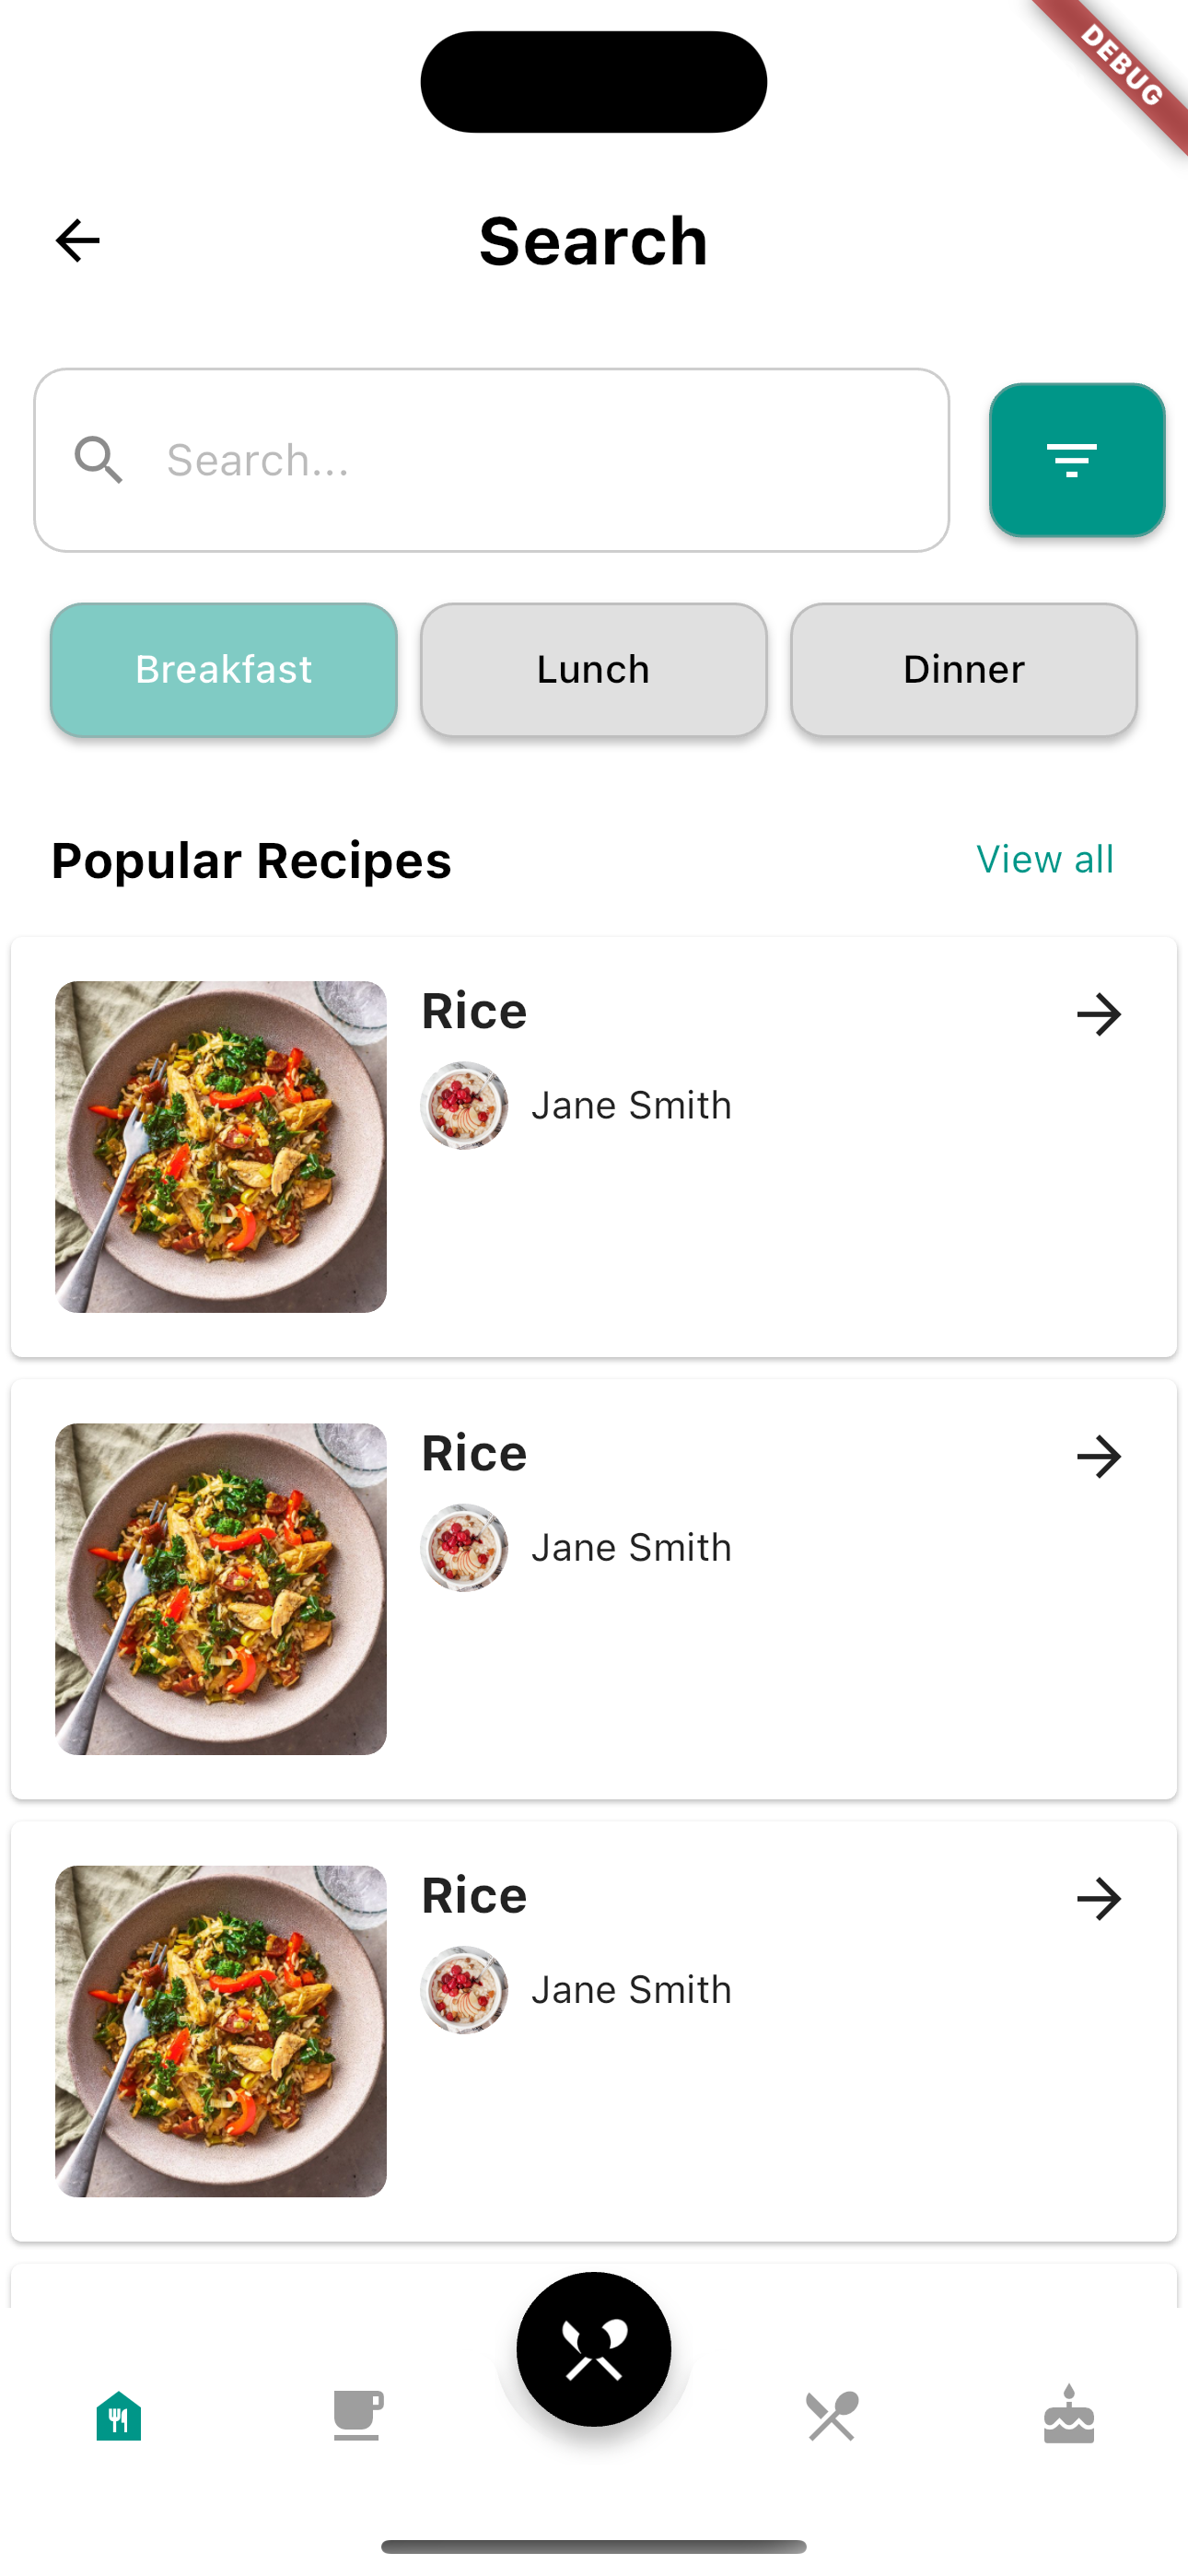 DEBUG
Search
Search...
Breakfast Lunch Dinner
Popular Recipes View all
Rice
Jane Smith
Rice
Jane Smith
Rice
Jane Smith